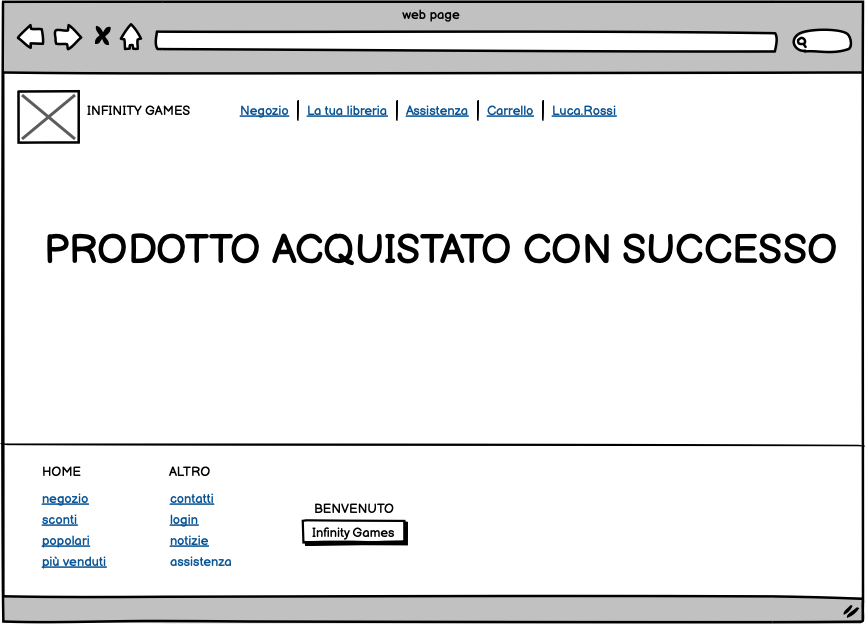 web page
INFINITY GAMES
Negozio | La tua libreria | Assistenza | Carrello | Luca.Rossi
PRODOTTO ACQUISTATO CON SUCCESSO
HOME
negozio
sconti
popolari
più venduti
ALTRO
contatti
login
notizie
assistenza
BENVENUTO
Infinity Games